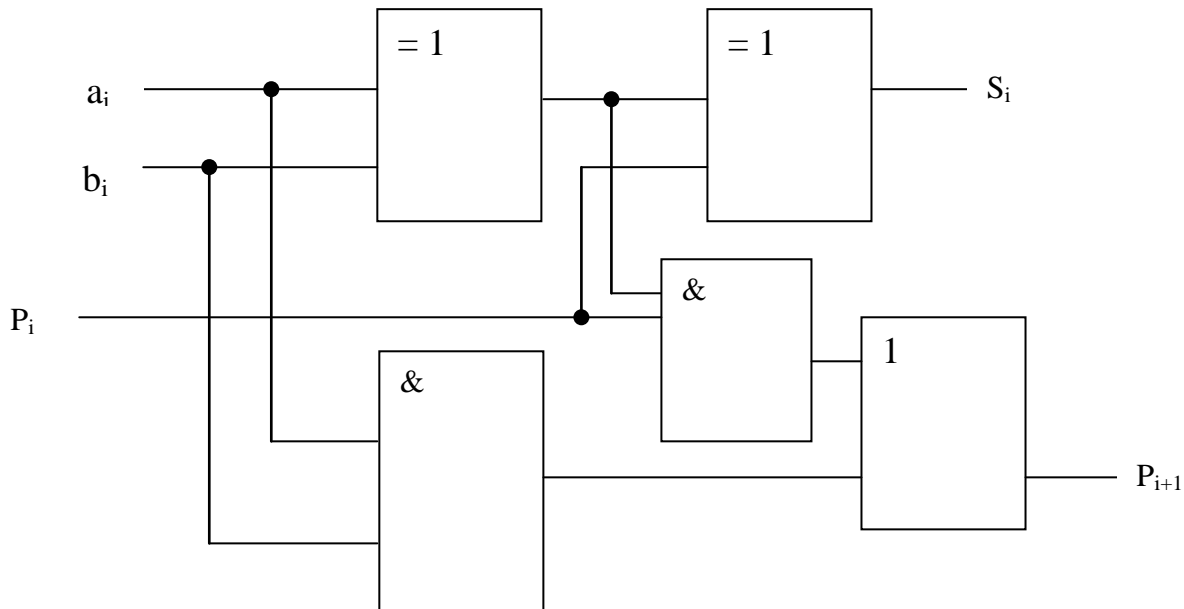 = 1
= 1
aᵢ
Sᵢ
bᵢ
&
Pᵢ
1
&
Pᵢ₊₁